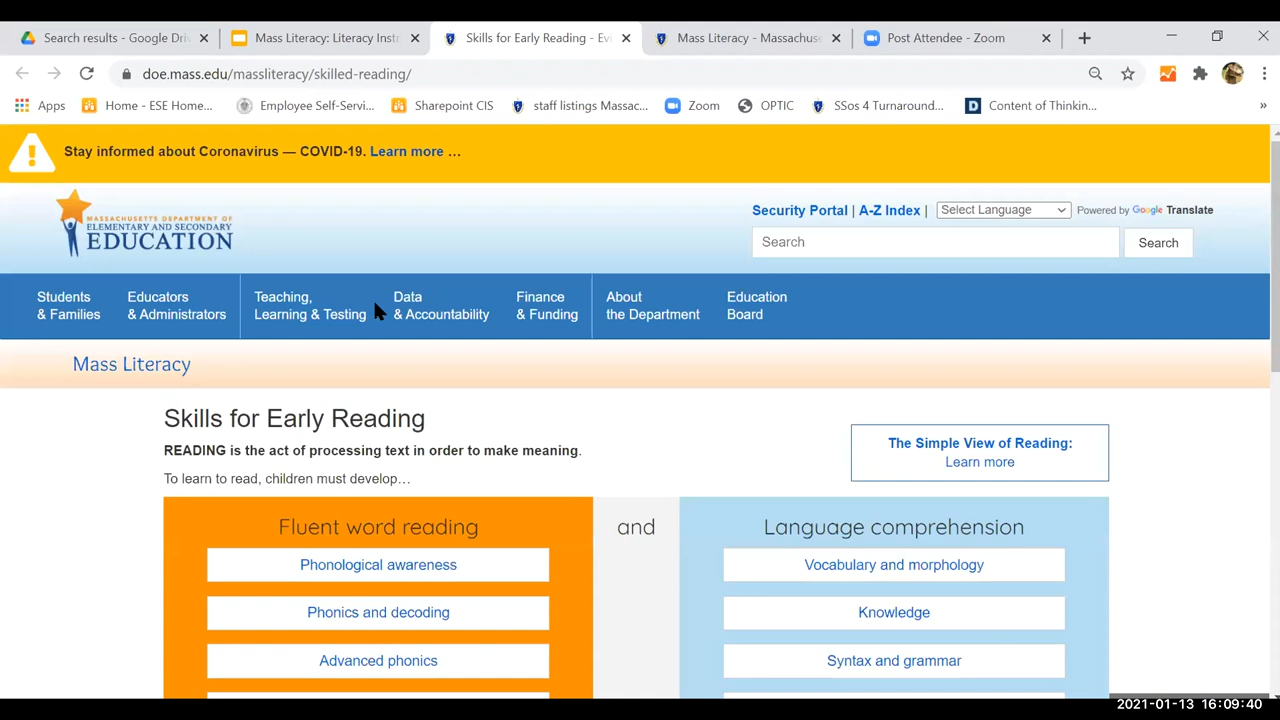 Search results - Google Dri
Mass Literacy: Literacy Inst
Skills for Early Reading - Evi
Mass Literacy - Massachuse
Post Attendee - Zoom
doe.mass.edu/massliteracy/skilled-reading/
Apps
Home - ESE Home...
Employee Self-Servi...
Sharepoint CIS
staff listings Massac...
Zoom
OPTIC
SSos 4 Turnaround...
Content of Thinkin...
»
Stay informed about Coronavirus — COVID-19. Learn more …
MASSACHUSETTS DEPARTMENT OF
ELEMENTARY AND SECONDARY
EDUCATION
Security Portal | A-Z Index |
Select Language
Powered by Google Translate
Search
Search
Students
& Families
Educators
& Administrators
Teaching,
Learning & Testing
Data
& Accountability
Finance
& Funding
About
the Department
Education
Board
Mass Literacy
Skills for Early Reading
READING is the act of processing text in order to make meaning.
To learn to read, children must develop…
The Simple View of Reading:
Learn more
Fluent word reading
and
Language comprehension
Phonological awareness
Vocabulary and morphology
Phonics and decoding
Knowledge
Advanced phonics
Syntax and grammar
2021-01-13 16:09:40